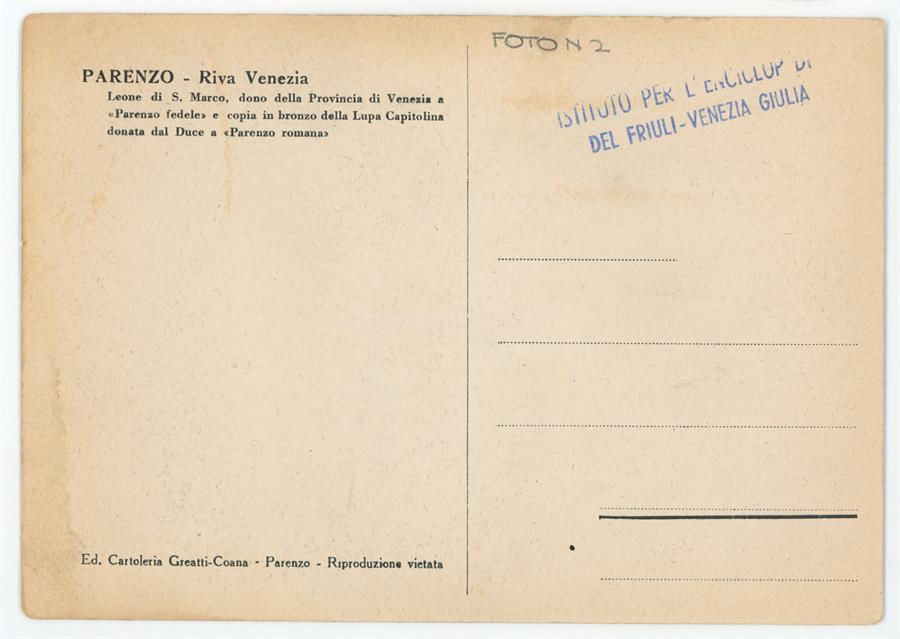 PARENZO - Riva Venezia
Leone di S. Marco, dono della Provincia di Venezia a
«Parenzo fedele» e copia in bronzo della Lupa Capitolina
donata dal Duce a «Parenzo romana»
Ed. Cartoleria Greatti-Coana - Parenzo - Riproduzione vietata
FOTO N 2
ISTITUTO PER L'ENCICLOP DI
DEL FRIULI-VENEZIA GIULIA